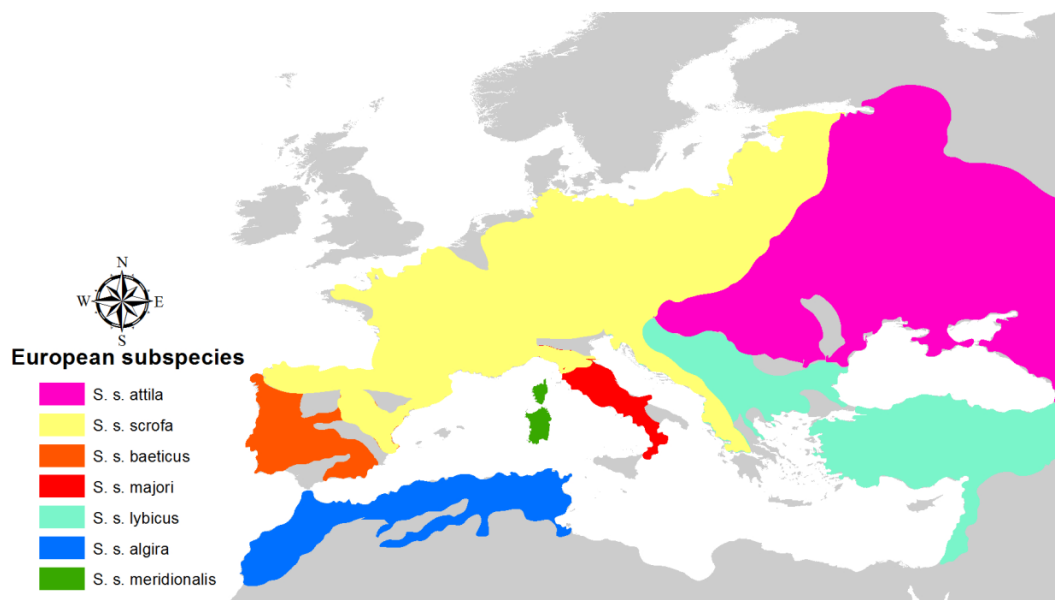 N
W E
S
European subspecies
S. s. attila
S. s. scrofa
S. s. baeticus
S. s. majori
S. s. lybicus
S. s. algira
S. s. meridionalis